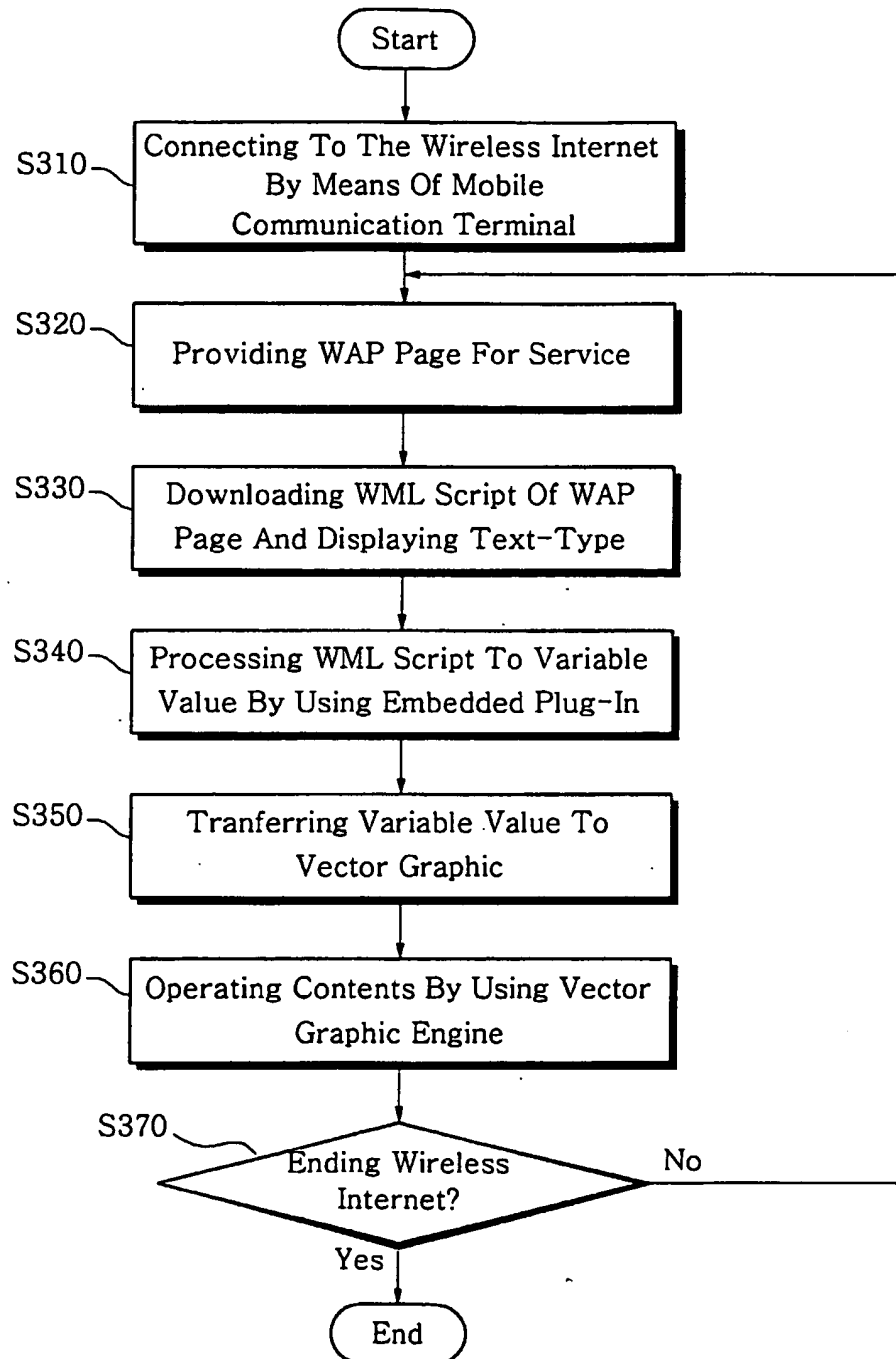 Start
S310
Connecting To The Wireless Internet
By Means Of Mobile
Communication Terminal
S320
Providing WAP Page For Service
S330
Downloading WML Script Of WAP
Page And Displaying Text-Type
S340
Processing WML Script To Variable
Value By Using Embedded Plug-In
S350
Tranferring Variable Value To
Vector Graphic
S360
Operating Contents By Using Vector
Graphic Engine
S370
Ending Wireless
Internet?
No
Yes
End